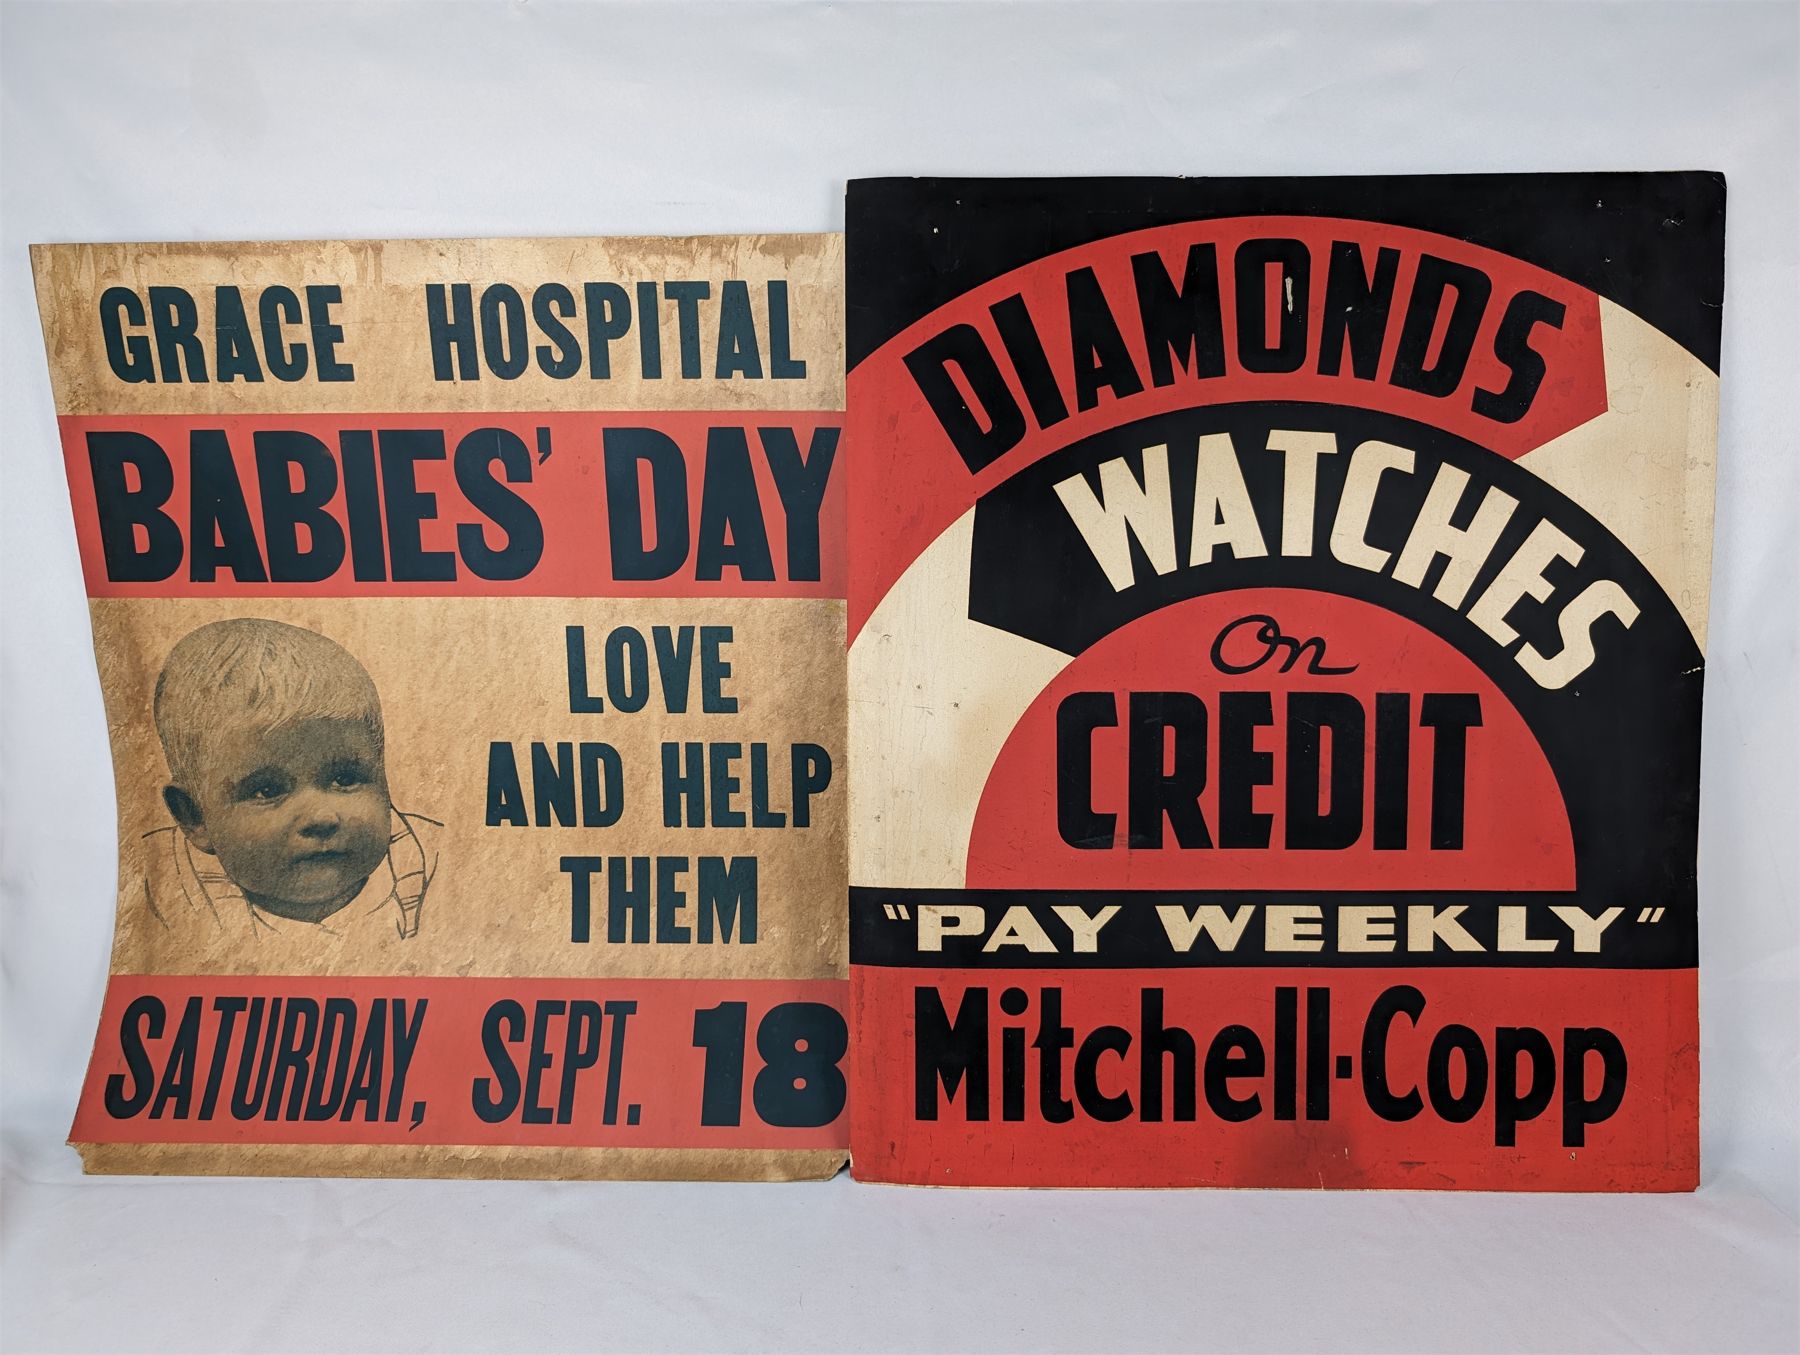 GRACE HOSPITAL
BABIES' DAY
LOVE
AND HELP
THEM
SATURDAY, SEPT. 18
DIAMONDS
WATCHES
On
CREDIT
"PAY WEEKLY"
Mitchell-Copp